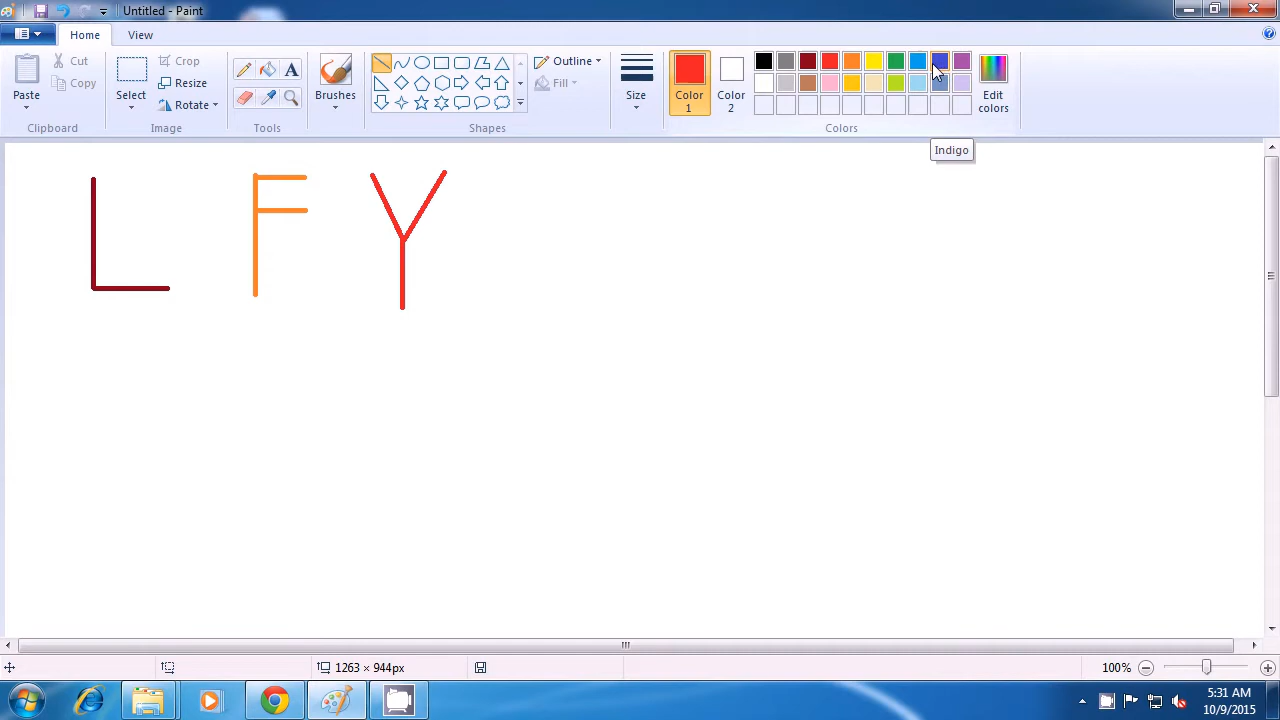 Untitled - Paint
Home View
Paste Cut Copy Clipboard
Select Crop Resize Rotate Image
A Tools
Brushes
Outline Fill Shapes
Size
Color 1 Color 2 Edit colors Colors
Indigo
L F Y
1263 × 944px 100%
5:31 AM
10/9/2015